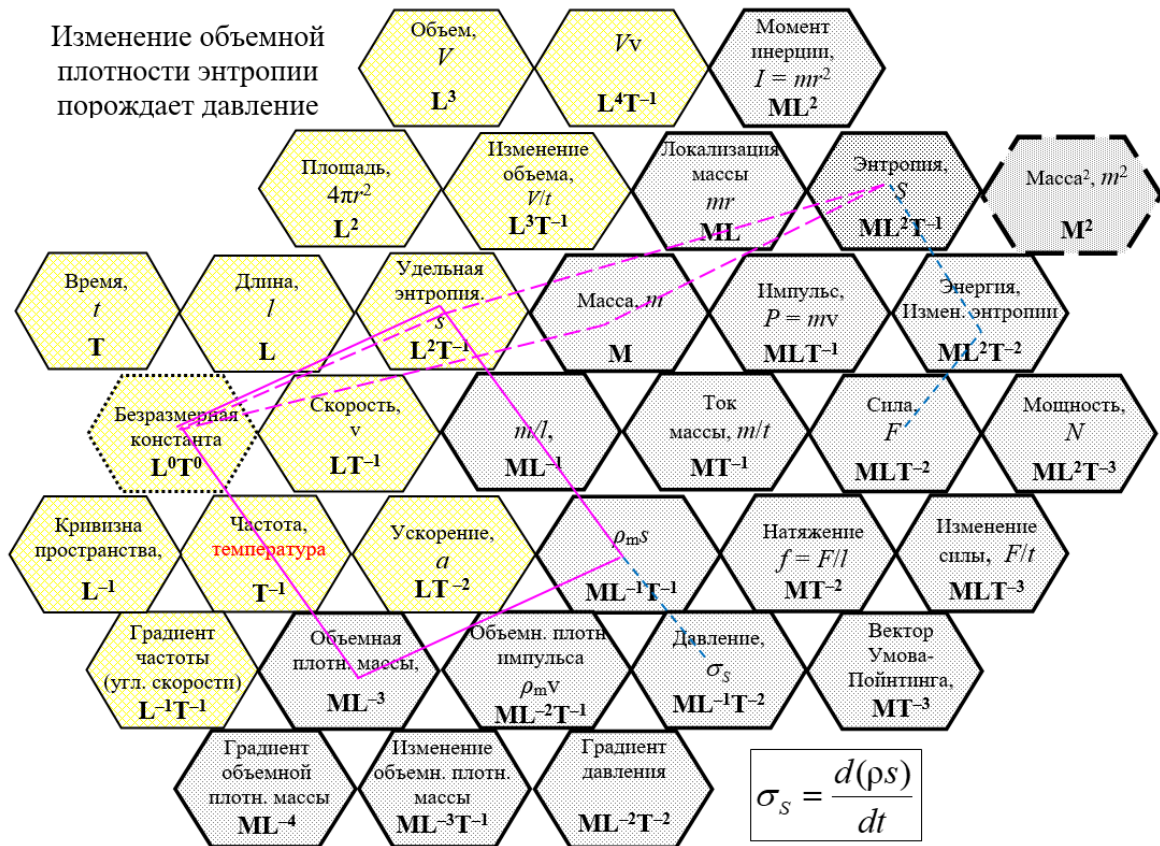 Изменение объемной
плотности энтропии
порождает давление
Объем,
V
L³
Vv
L⁴T⁻¹
Момент
инерции,
I = mr²
ML²
Площадь,
4πr²
L²
Изменение
объема,
V/t
L³T⁻¹
Локализация
массы
mr
ML
Энтропия,
S
ML²T⁻¹
Масса², m²
M²
Время,
t
T
Длина,
l
L
Удельная
энтропия.
s
L²T⁻¹
Масса, m
M
Импульс,
P = mv
MLT⁻¹
Энергия,
Измен. энтропии
ML²T⁻²
Безразмерная
константа
L⁰T⁰
Скорость,
v
LT⁻¹
m/l,
ML⁻¹
Ток
массы, m/t
MT⁻¹
Сила,
F
MLT⁻²
Мощность,
N
ML²T⁻³
Кривизна
пространства,
L⁻¹
Частота,
температура
T⁻¹
Ускорение,
a
LT⁻²
ρₘs
ML⁻¹T⁻¹
Натяжение
f = F/l
MT⁻²
Изменение
силы, F/t
MLT⁻³
Градиент
частоты
(угл. скорости)
L⁻¹T⁻¹
Объемная
плотн. массы,
ML⁻³
Объемн. плотн
импульса
ρₘv
ML⁻²T⁻¹
Давление,
σₛ
ML⁻¹T⁻²
Вектор
Умова-
Пойнтинга,
MT⁻³
Градиент
объемной
плотн. массы
ML⁻⁴
Изменение
объемн. плотн.
массы
ML⁻³T⁻¹
Градиент
давления
ML⁻²T⁻²
σₛ = d(ρs)/dt